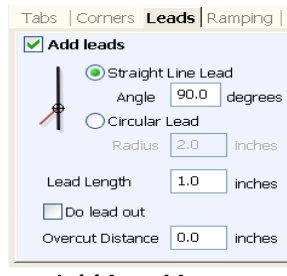 Tabs | Corners Leads Ramping |
Add leads
Straight Line Lead
Angle 90.0 degrees
Circular Lead
Radius 2.0 inches
Lead Length 1.0 inches
Do lead out
Overcut Distance 0.0 inches